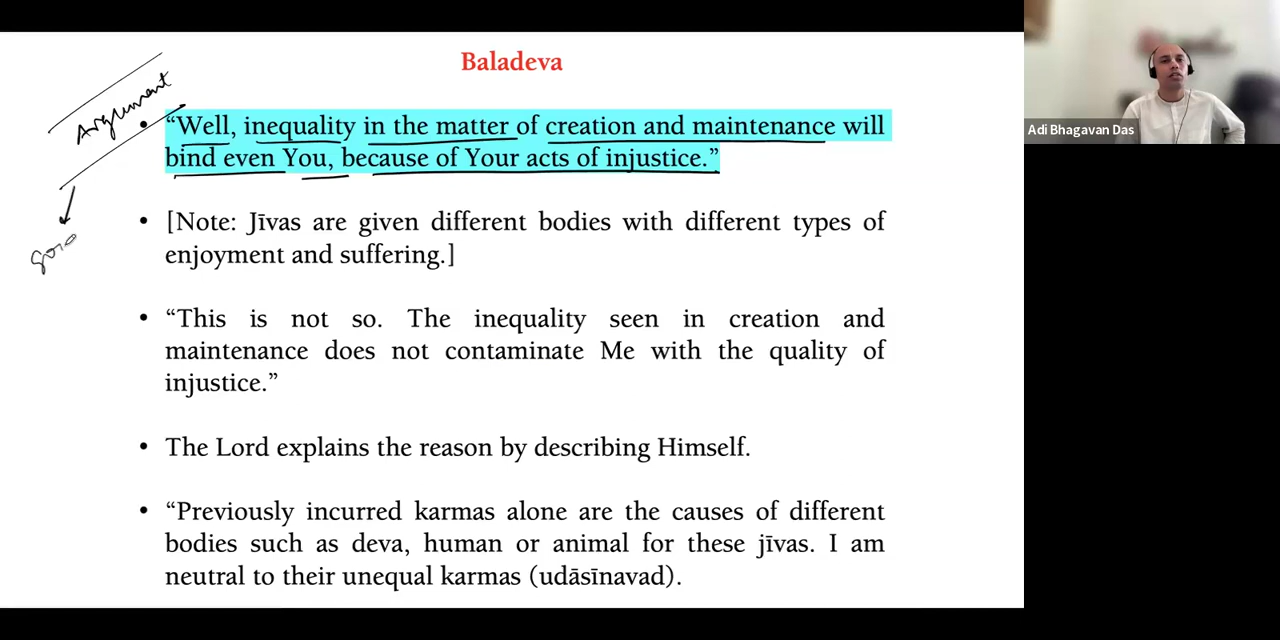 Baladeva
Argument
• “Well, inequality in the matter of creation and maintenance will
bind even You, because of Your acts of injustice.”
• [Note: Jīvas are given different bodies with different types of
enjoyment and suffering.]
• “This is not so. The inequality seen in creation and
maintenance does not contaminate Me with the quality of
injustice.”
• The Lord explains the reason by describing Himself.
• “Previously incurred karmas alone are the causes of different
bodies such as deva, human or animal for these jīvas. I am
neutral to their unequal karmas (udāsīnavad).
Adi Bhagavan Das